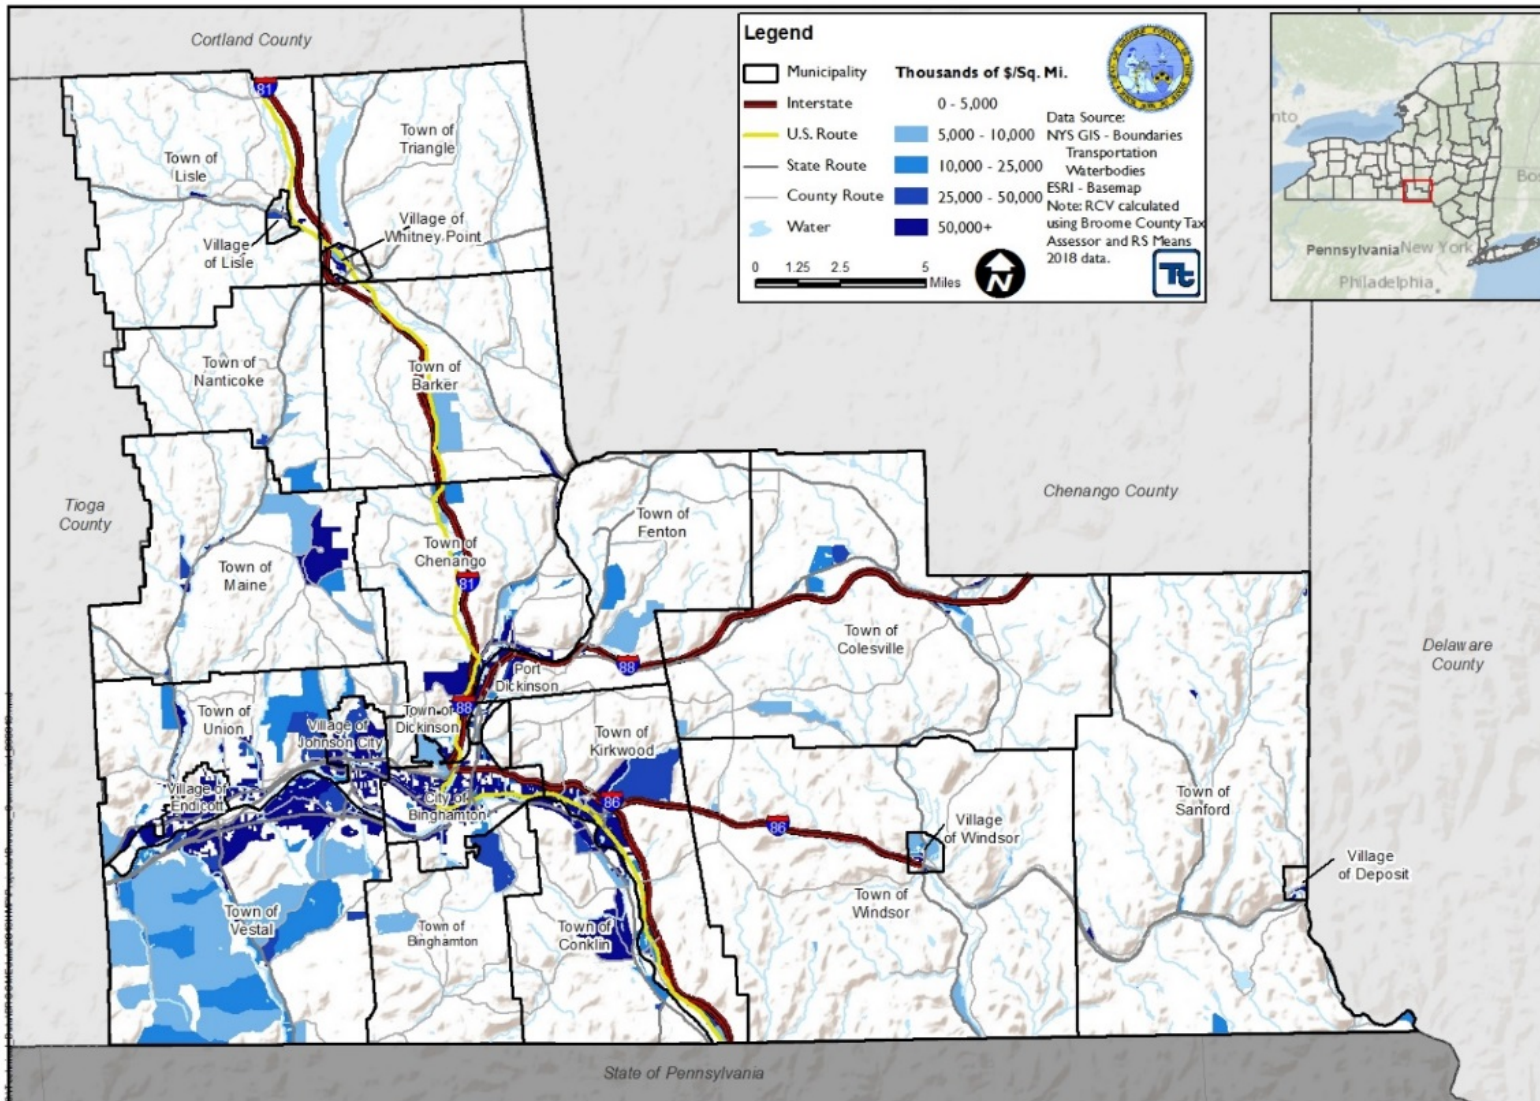 Cortland County
Legend
Municipality
Interstate
U.S. Route
State Route
County Route
Water
0 1.25 2.5 5
Miles
N
Thousands of $/Sq. Mi.
0 - 5,000
5,000 - 10,000
10,000 - 25,000
25,000 - 50,000
50,000+
Data Source:
NYS GIS - Boundaries
Transportation
Waterbodies
ESRI - Basemap
Note: RCV calculated
using Broome County Tax
Assessor and RS Means
2018 data.
Tt
Pennsylvania
New York
Philadelphia
81
Town of
Triangle
Town of
Lisle
Village
of Lisle
Village of
Whitney Point
Town of
Nanticoke
Town of
Barker
Tioga
County
Chenango County
Town of
Fenton
Town of
Chenango
Town of
Maine
81
Town of
Colesville
Delaware
County
88
Port
Dickinson
88
Town of
Dickinson
Town of
Union
Village of
Johnson City
Town of
Kirkwood
Village of
Endicott
City of
Binghamton
86
86
Village
of Windsor
Town of
Sanford
Village
of Deposit
Town of
Windsor
Town of
Vestal
Town of
Binghamton
Town of
Conklin
State of Pennsylvania